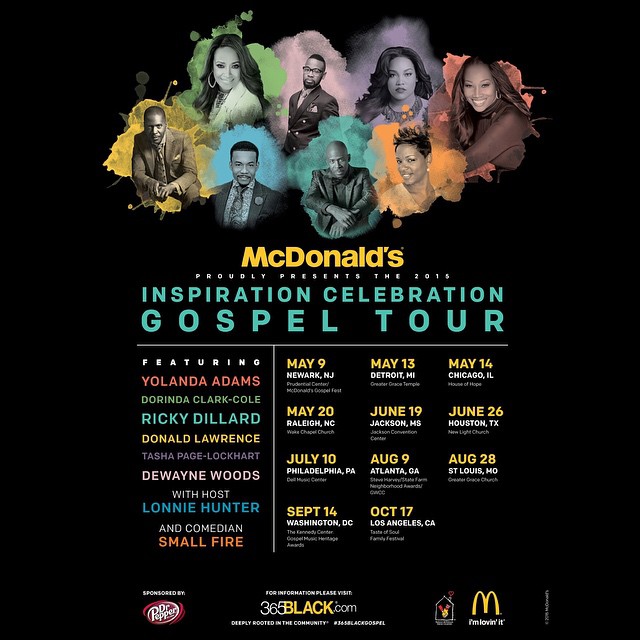 McDonald's
PROUDLY PRESENTS THE 2015
INSPIRATION CELEBRATION
GOSPEL TOUR
FEATURING
YOLANDA ADAMS
DORINDA CLARK-COLE
RICKY DILLARD
DONALD LAWRENCE
TASHA PAGE-LOCKHART
DEWAYNE WOODS
WITH HOST
LONNIE HUNTER
AND COMEDIAN
SMALL FIRE
MAY 9
NEWARK, NJ
Prudential Center/
McDonald's Gospel Fest
MAY 13
DETROIT, MI
Greater Grace Temple
MAY 14
CHICAGO, IL
House of Hope
MAY 20
RALEIGH, NC
Wake Chapel Church
JUNE 19
JACKSON, MS
Jackson Convention
Center
JUNE 26
HOUSTON, TX
New Light Church
JULY 10
PHILADELPHIA, PA
Dell Music Center
AUG 9
ATLANTA, GA
Steve Harvey/State Farm
Neighborhood Awards/
GWCC
AUG 28
ST LOUIS, MO
Greater Grace Church
SEPT 14
WASHINGTON, DC
The Kennedy Center
Gospel Music Heritage
Awards
OCT 17
LOS ANGELES, CA
Taste of Soul
Family Festival
SPONSORED BY:
Dr Pepper
FOR INFORMATION PLEASE VISIT:
365BLACK.com
DEEPLY ROOTED IN THE COMMUNITY® #365BLACKGOSPEL
i'm lovin' it®
© 2015 McDonald's